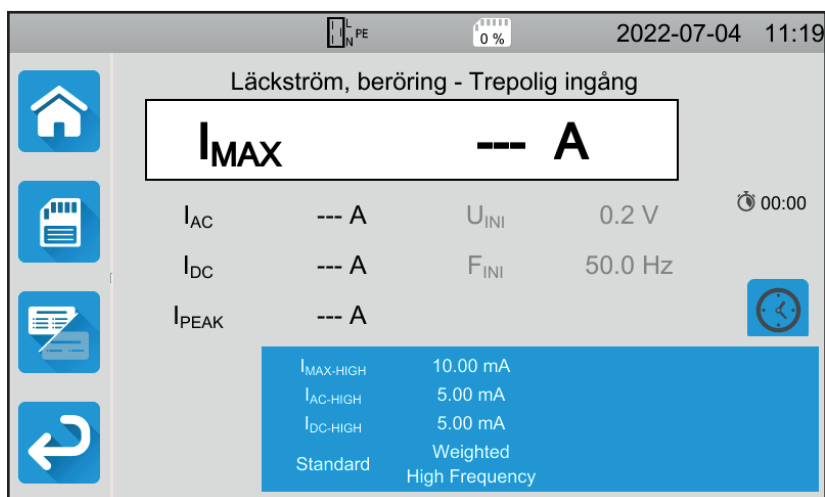 L
N PE
0 % 2022-07-04 11:19
Läckström, beröring - Trepolig ingång
IMAX --- A
IAC --- A UINI 0.2 V 00:00
IDC --- A FINI 50.0 Hz
IPEAK --- A
IMAX-HIGH 10.00 mA
IAC-HIGH 5.00 mA
IDC-HIGH 5.00 mA
Standard Weighted
High Frequency